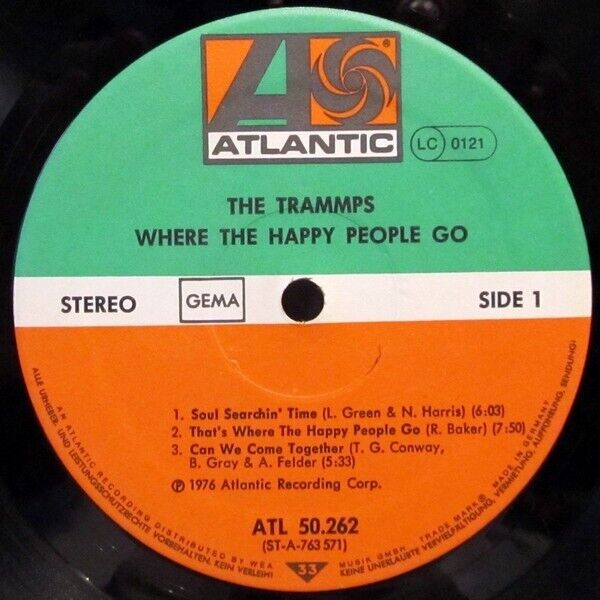 ATLANTIC
LC 0121
THE TRAMMPS
WHERE THE HAPPY PEOPLE GO
STEREO GEMA SIDE 1
1. Soul Searchin' Time (L. Green & N. Harris) (6:03)
2. That's Where The Happy People Go (R. Baker) (7:50)
3. Can We Come Together (T. G. Conway,
B. Gray & A. Felder) (5:33)
℗ 1976 Atlantic Recording Corp.
ATL 50.262
(ST-A-763 571)
33
AN ATLANTIC RECORDING DISTRIBUTED BY WEA MUSIK GMBH. TRADE MARK® MADE IN GERMANY
ALLE URHEBER- UND LEISTUNGSSCHUTZRECHTE VORBEHALTEN. KEIN VERLEIH! KEINE UNERLAUBTE VERVIELFÄLTIGUNG, AUFFÜHRUNG, SENDUNG!